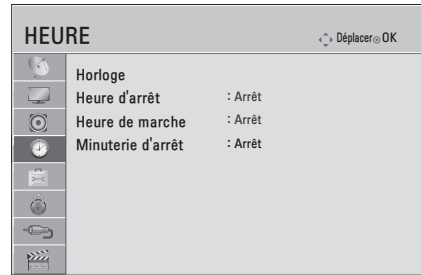 HEURE Déplacer OK
Horloge
Heure d'arrêt : Arrêt
Heure de marche : Arrêt
Minuterie d'arrêt : Arrêt